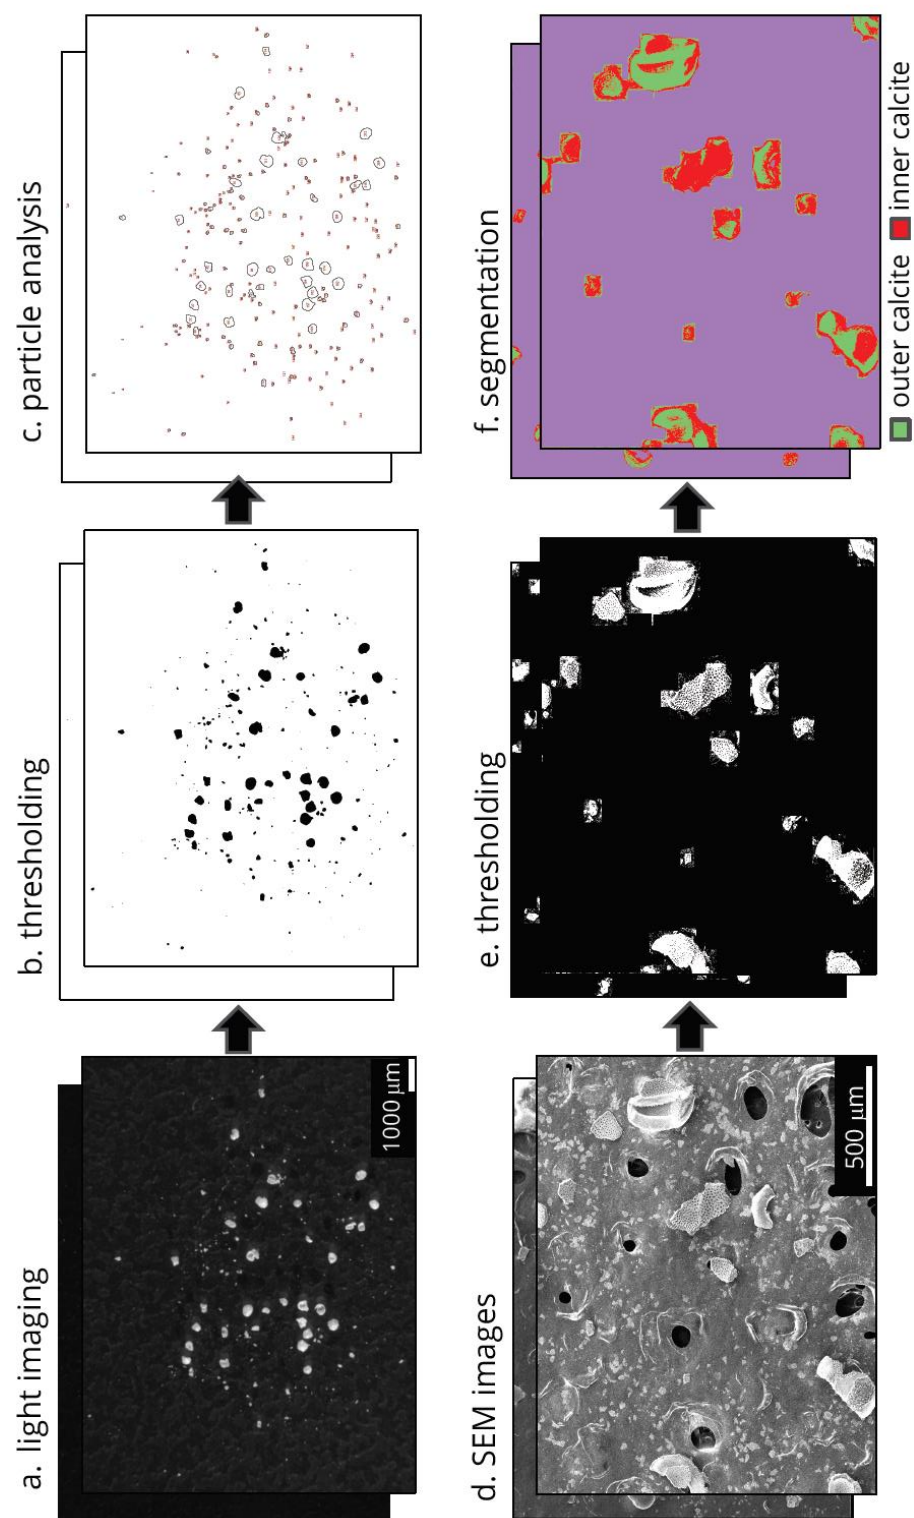 a. light imaging
b. thresholding
c. particle analysis
1000 μm
d. SEM images
e. thresholding
f. segmentation
500 μm
outer calcite
inner calcite